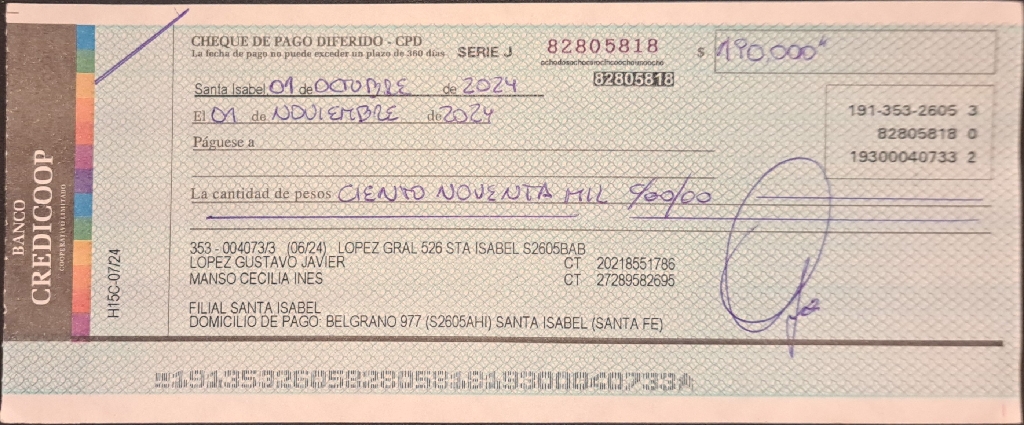 BANCO
CREDICOOP
COOPERATIVO LIMITADO
H15C-07/24
CHEQUE DE PAGO DIFERIDO - CPD
La fecha de pago no puede exceder un plazo de 360 días
SERIE J
82805818
ochodosochocerocincoochounoocho
82805818
$ 190.000
191-353-2605 3
82805818 0
19300040733 2
Santa Isabel 01 de OCTUBRE de 2024
El 01 de NOVIEMBRE de 2024
Páguese a
La cantidad de pesos CIENTO NOVENTA MIL c/00/00
353 - 004073/3 (06/24) LOPEZ GRAL 526 STA ISABEL S2605BAB
LOPEZ GUSTAVO JAVIER CT 20218551786
MANSO CECILIA INES CT 27289582695
FILIAL SANTA ISABEL
DOMICILIO DE PAGO: BELGRANO 977 (S2605AHI) SANTA ISABEL (SANTA FE)
19135326058280581819300040733